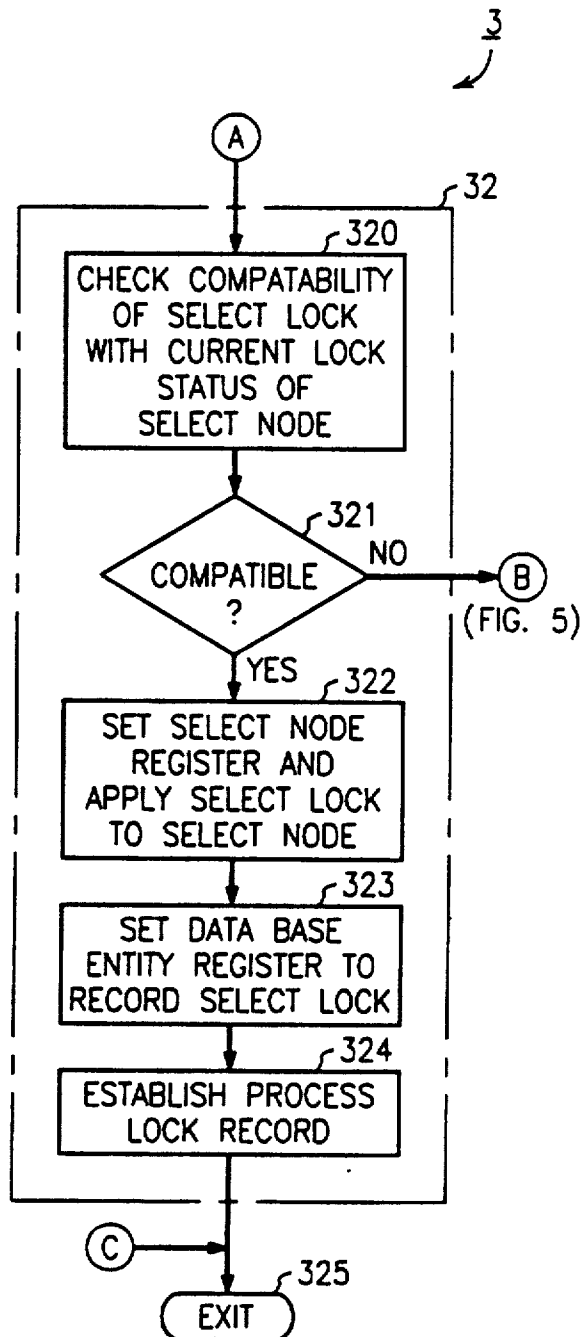 3
A
32
320
CHECK COMPATABILITY
OF SELECT LOCK
WITH CURRENT LOCK
STATUS OF
SELECT NODE
321
COMPATIBLE
?
NO
B
(FIG. 5)
YES
322
SET SELECT NODE
REGISTER AND
APPLY SELECT LOCK
TO SELECT NODE
323
SET DATA BASE
ENTITY REGISTER TO
RECORD SELECT LOCK
324
ESTABLISH PROCESS
LOCK RECORD
C
325
EXIT